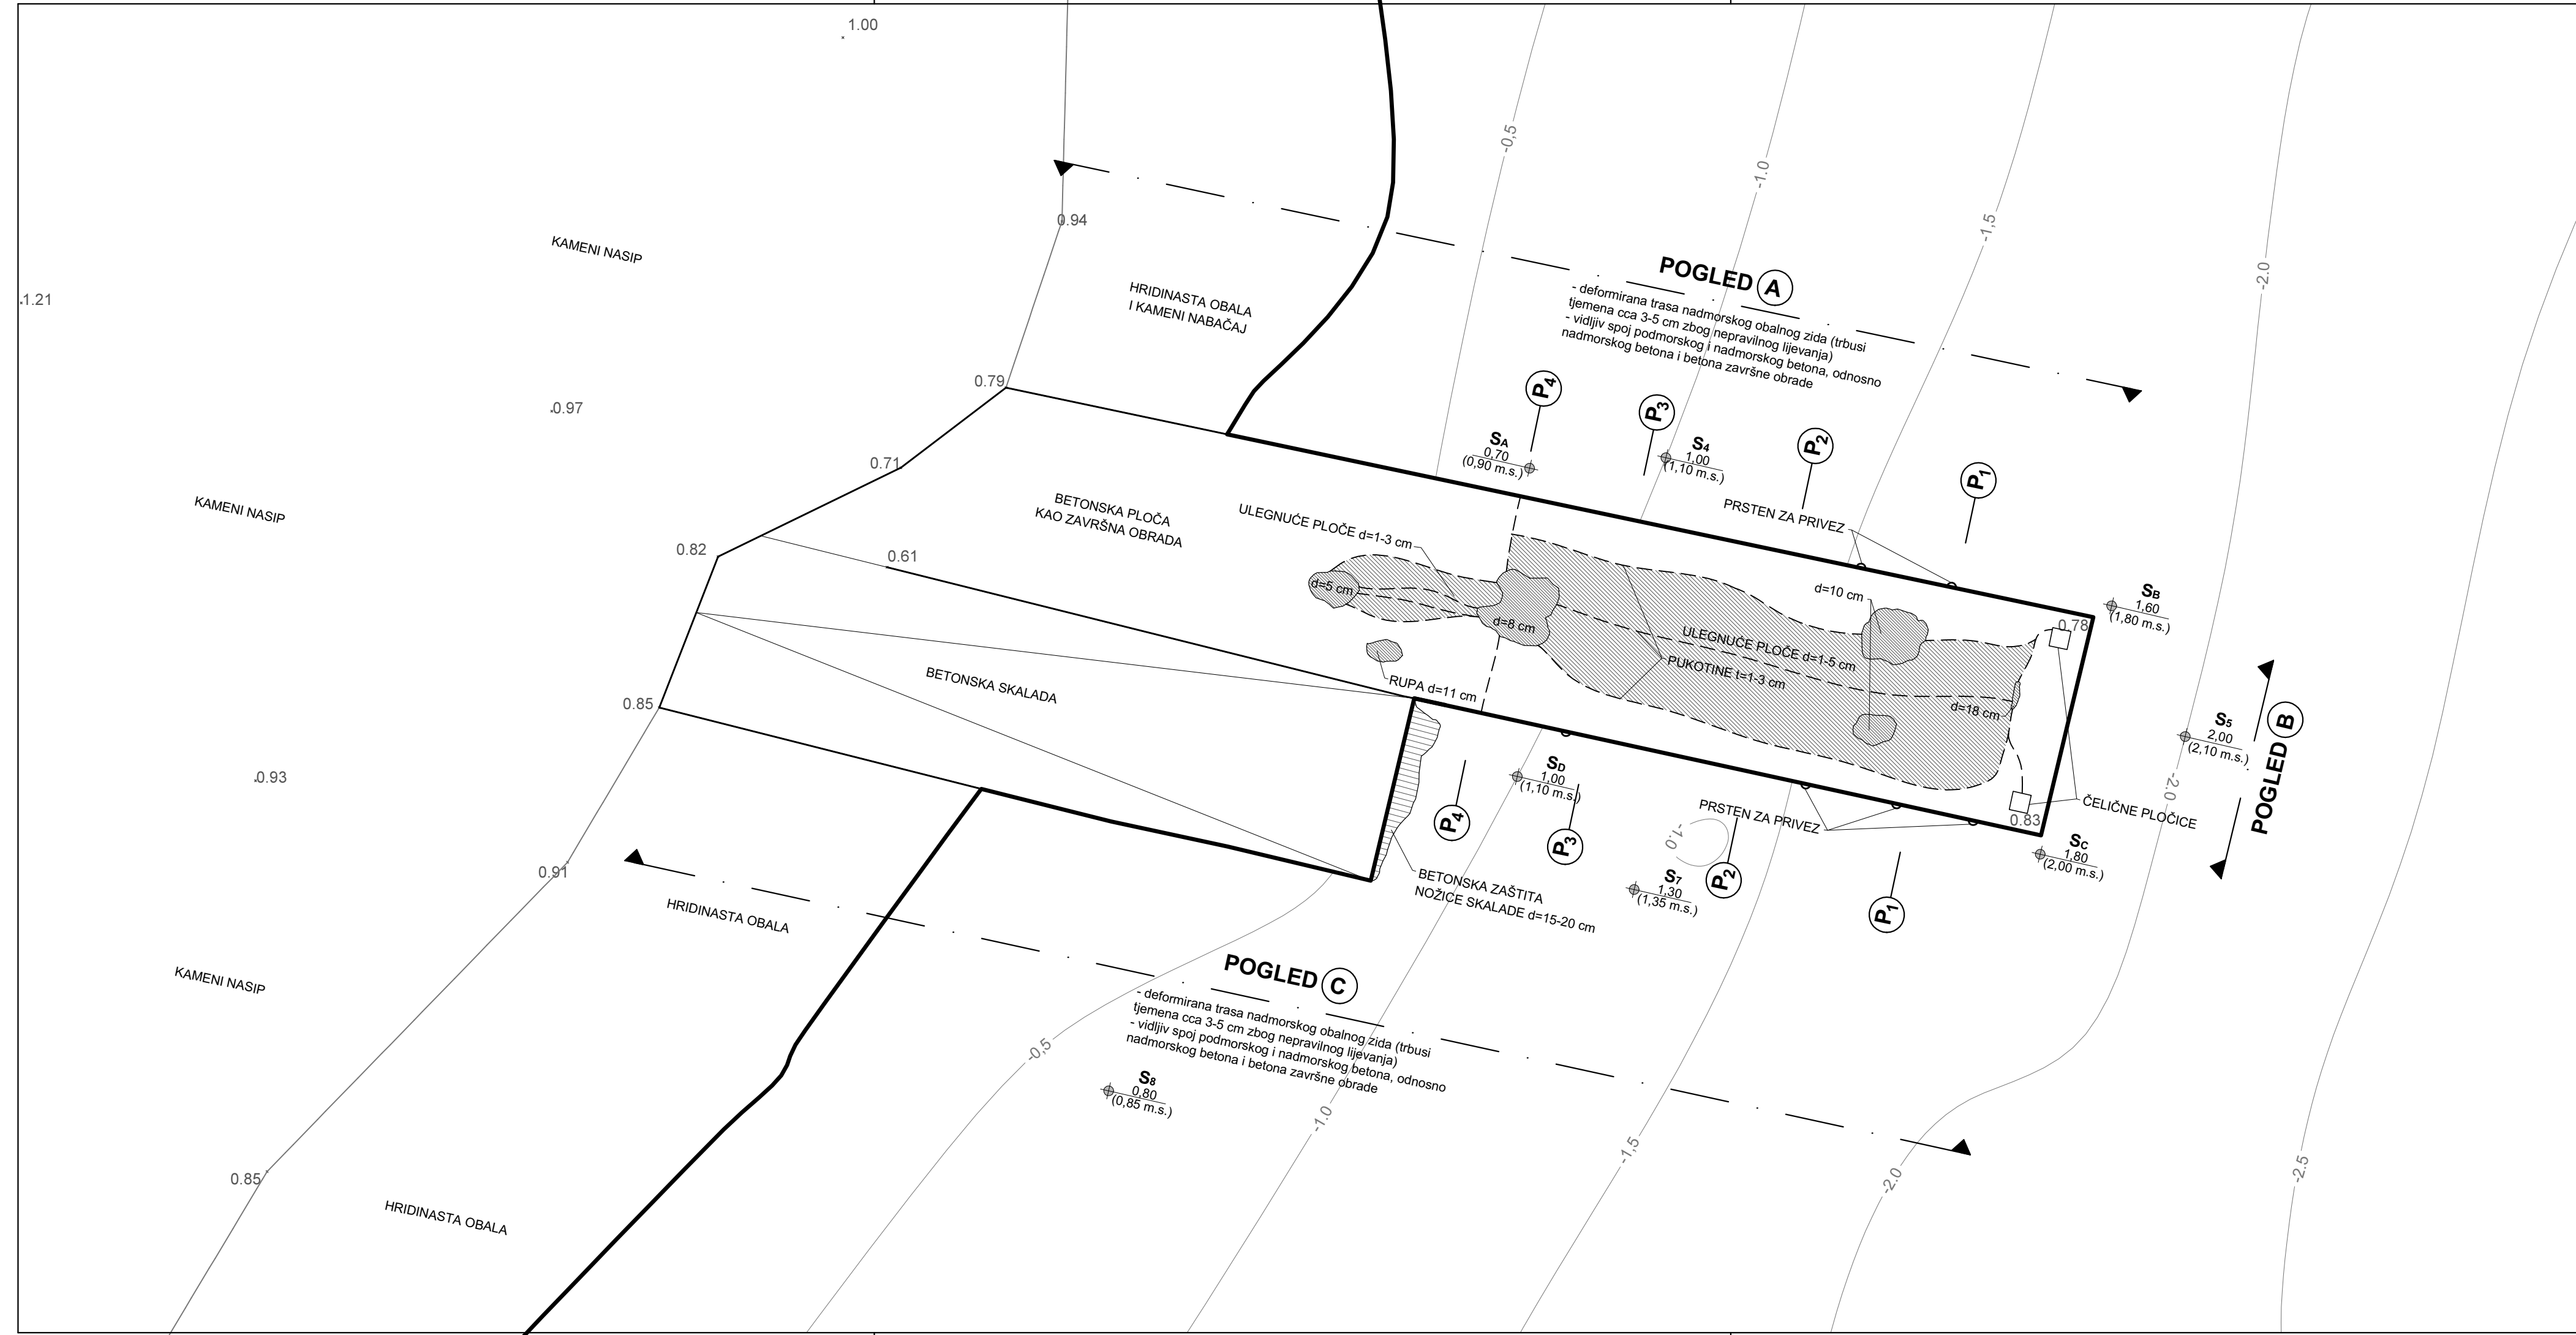 1.00
-0,5
-1.0
-1,5
-2.0
0.94
KAMENI NASIP
1.21
HRIDINASTA OBALA
I KAMENI NABAČAJ
POGLED A
- deformirana trasa nadmorskog obalnog zida (trbusi
tjemena cca 3-5 cm zbog nepravilnog lijevanja)
- vidljiv spoj podmorskog i nadmorskog betona, odnosno
nadmorskog betona i betona završne obrade
0.79
0.97
P4
P3
P2
P1
SA
0,70
(0,90 m.s.)
S4
1,00
(1,10 m.s.)
0.71
KAMENI NASIP
BETONSKA PLOČA
KAO ZAVRŠNA OBRADA
ULEGNUĆE PLOČE d=1-3 cm
PRSTEN ZA PRIVEZ
0.82
0.61
d=5 cm
d=8 cm
d=10 cm
SB
1,60
(1,80 m.s.)
0.78
ULEGNUĆE PLOČE d=1-5 cm
PUKOTINE t=1-3 cm
RUPA d=11 cm
d=18 cm
BETONSKA SKALADA
0.85
S5
2,00
(2,10 m.s.)
POGLED B
0.93
SD
1,00
(1,10 m.s.)
-2.0
PRSTEN ZA PRIVEZ
ČELIČNE PLOČICE
0.83
P4
P3
-1.0
P2
P1
SC
1,80
(2,00 m.s.)
0.91
BETONSKA ZAŠTITA
NOŽICE SKALADE d=15-20 cm
S7
1,30
(1,35 m.s.)
HRIDINASTA OBALA
KAMENI NASIP
POGLED C
- deformirana trasa nadmorskog obalnog zida (trbusi
tjemena cca 3-5 cm zbog nepravilnog lijevanja)
- vidljiv spoj podmorskog i nadmorskog betona, odnosno
nadmorskog betona i betona završne obrade
-0,5
S8
0,80
(0,85 m.s.)
-1.0
-1,5
-2.0
-2.5
0.85
HRIDINASTA OBALA